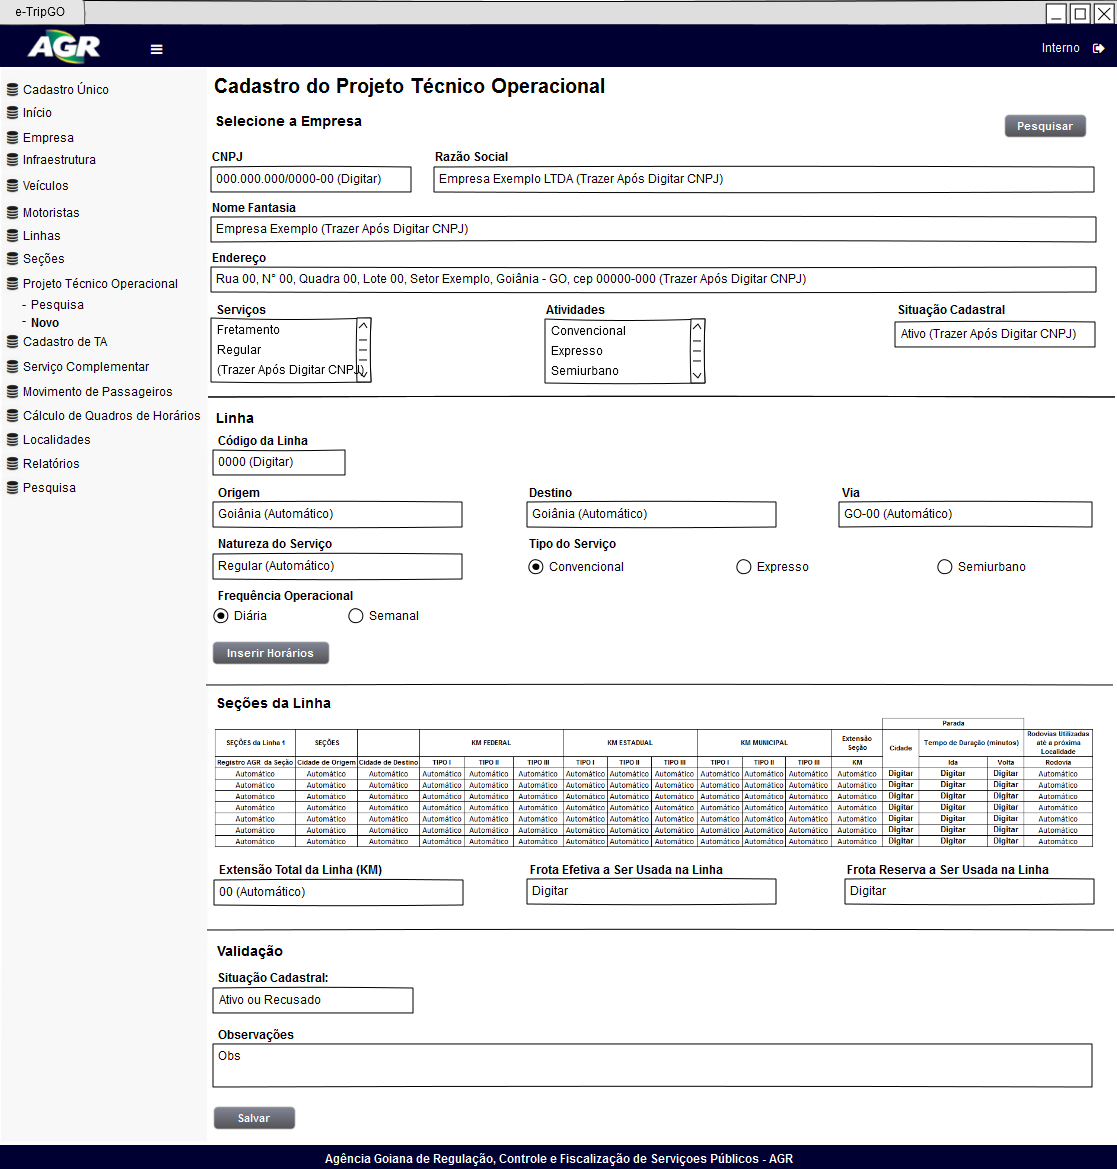 e-TripGO
AGR
Interno
Cadastro Único
Início
Empresa
Infraestrutura
Veículos
Motoristas
Linhas
Seções
Projeto Técnico Operacional
- Pesquisa
- Novo
Cadastro de TA
Serviço Complementar
Movimento de Passageiros
Cálculo de Quadros de Horários
Localidades
Relatórios
Pesquisa
Cadastro do Projeto Técnico Operacional
Selecione a Empresa
Pesquisar
CNPJ Razão Social
000.000.000/0000-00 (Digitar) Empresa Exemplo LTDA (Trazer Após Digitar CNPJ)
Nome Fantasia
Empresa Exemplo (Trazer Após Digitar CNPJ)
Endereço
Rua 00, N° 00, Quadra 00, Lote 00, Setor Exemplo, Goiânia - GO, cep 00000-000 (Trazer Após Digitar CNPJ)
Serviços Atividades Situação Cadastral
Fretamento Convencional Ativo (Trazer Após Digitar CNPJ)
Regular Expresso
(Trazer Após Digitar CNPJ) Semiurbano
Linha
Código da Linha
0000 (Digitar)
Origem Destino Via
Goiânia (Automático) Goiânia (Automático) GO-00 (Automático)
Natureza do Serviço Tipo do Serviço
Regular (Automático) Convencional Expresso Semiurbano
Frequência Operacional
Diária Semanal
Inserir Horários
Seções da Linha
Parada
SEÇÕES da Linha 1 SEÇÕES KM FEDERAL KM ESTADUAL KM MUNICIPAL Extensão Seção Cidade Tempo de Duração (minutos) Rodovias Utilizadas até a próxima Localidade
Registro AGR da Seção Cidade de Origem Cidade de Destino TIPO I TIPO II TIPO III TIPO I TIPO II TIPO III TIPO I TIPO II TIPO III KM Ida Volta Rodovia
Automático Automático Automático Automático Automático Automático Automático Automático Automático Automático Automático Automático Automático Digitar Digitar Digitar Automático
Automático Automático Automático Automático Automático Automático Automático Automático Automático Automático Automático Automático Automático Digitar Digitar Digitar Automático
Automático Automático Automático Automático Automático Automático Automático Automático Automático Automático Automático Automático Automático Digitar Digitar Digitar Automático
Automático Automático Automático Automático Automático Automático Automático Automático Automático Automático Automático Automático Automático Digitar Digitar Digitar Automático
Automático Automático Automático Automático Automático Automático Automático Automático Automático Automático Automático Automático Automático Digitar Digitar Digitar Automático
Automático Automático Automático Automático Automático Automático Automático Automático Automático Automático Automático Automático Automático Digitar Digitar Digitar Automático
Automático Automático Automático Automático Automático Automático Automático Automático Automático Automático Automático Automático Automático Digitar Digitar Digitar Automático
Extensão Total da Linha (KM) Frota Efetiva a Ser Usada na Linha Frota Reserva a Ser Usada na Linha
00 (Automático) Digitar Digitar
Validação
Situação Cadastral:
Ativo ou Recusado
Observações
Obs
Salvar
Agência Goiana de Regulação, Controle e Fiscalização de Serviçoes Públicos - AGR